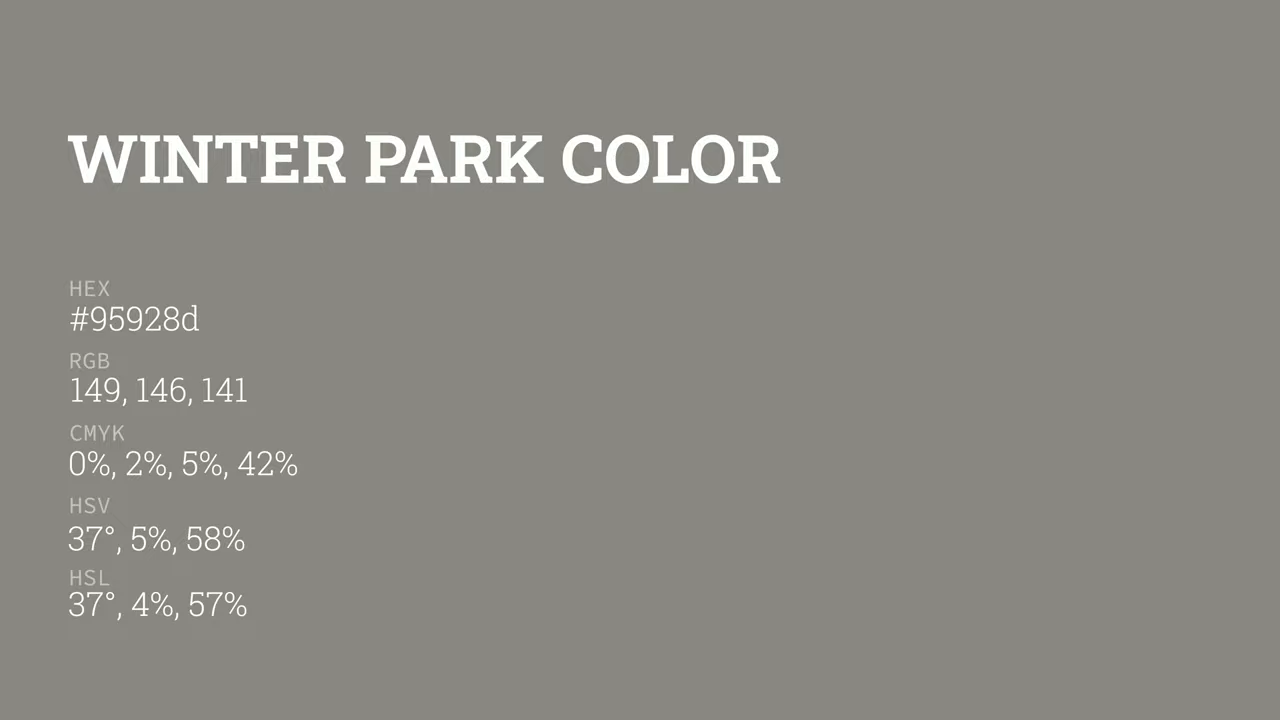 WINTER PARK COLOR
HEX
#95928d
RGB
149, 146, 141
CMYK
0%, 2%, 5%, 42%
HSV
37°, 5%, 58%
HSL
37°, 4%, 57%